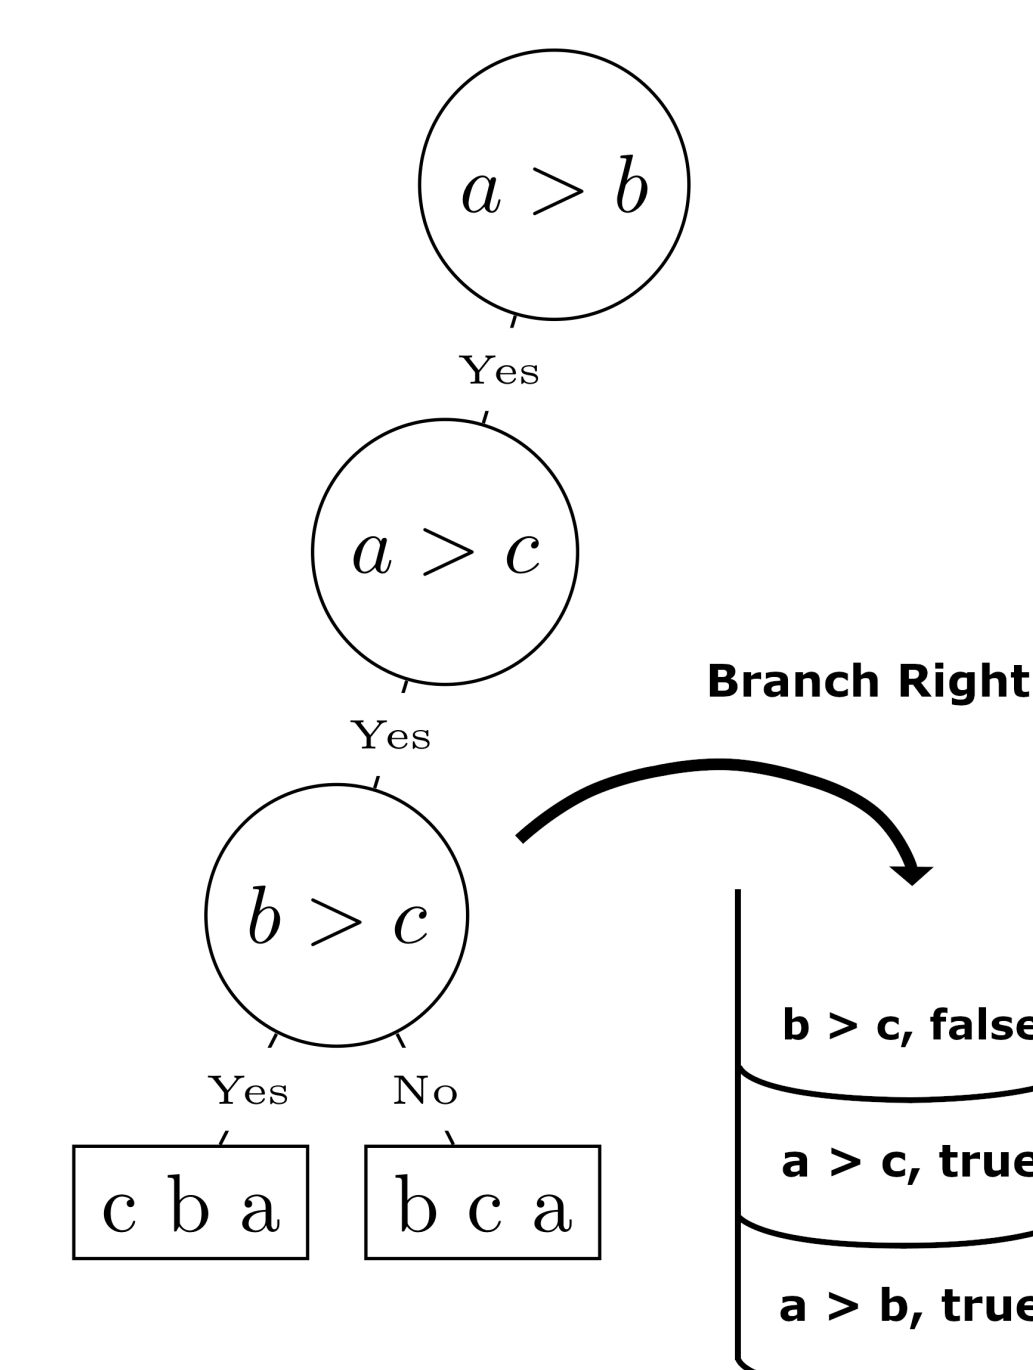 a > b
Yes
a > c
Branch Right
Yes
b > c
b > c, false
Yes No
a > c, true
c b a b c a
a > b, true